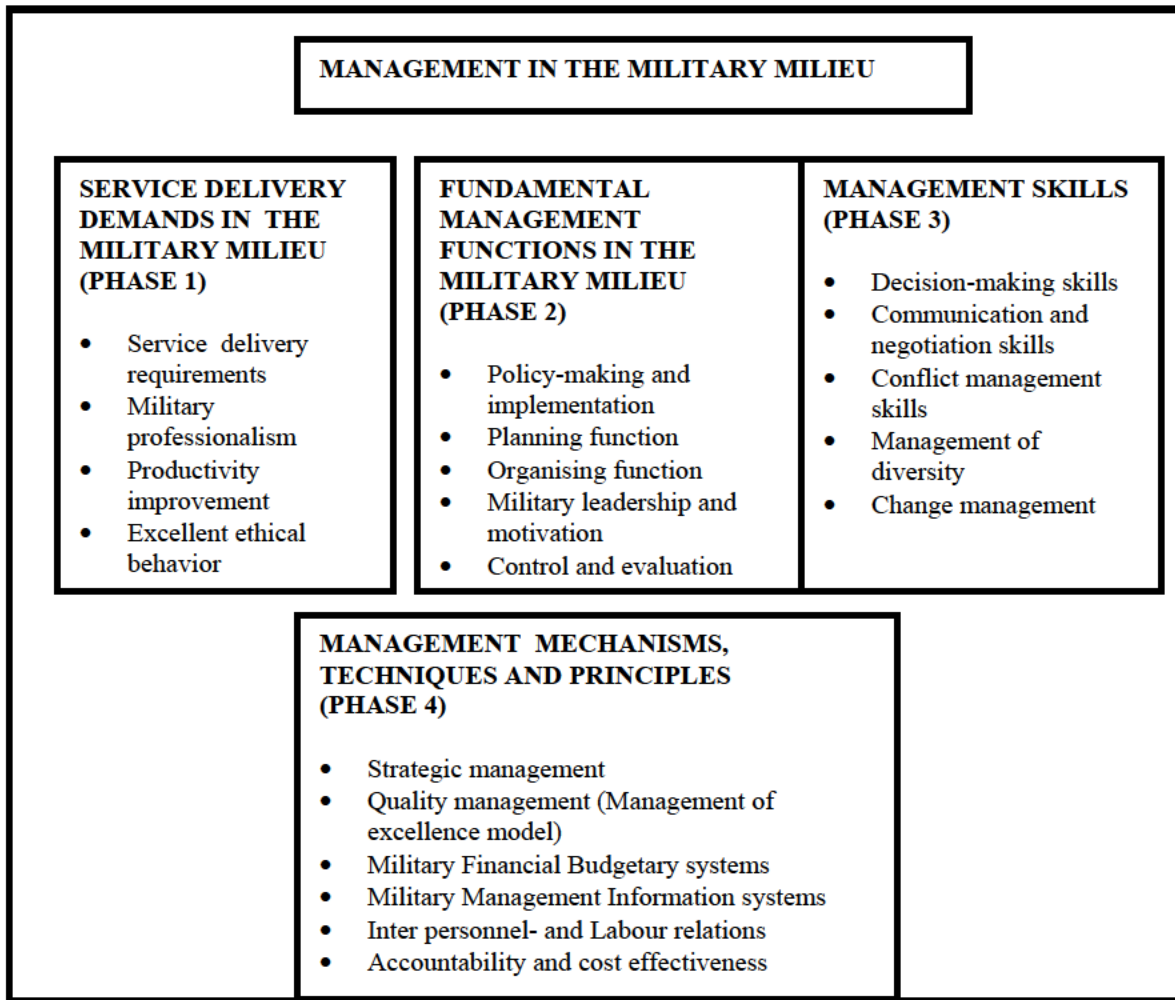 MANAGEMENT IN THE MILITARY MILIEU
SERVICE DELIVERY
DEMANDS IN THE
MILITARY MILIEU
(PHASE 1)
• Service delivery
requirements
• Military
professionalism
• Productivity
improvement
• Excellent ethical
behavior
FUNDAMENTAL
MANAGEMENT
FUNCTIONS IN THE
MILITARY MILIEU
(PHASE 2)
• Policy-making and
implementation
• Planning function
• Organising function
• Military leadership and
motivation
• Control and evaluation
MANAGEMENT SKILLS
(PHASE 3)
• Decision-making skills
• Communication and
negotiation skills
• Conflict management
skills
• Management of
diversity
• Change management
MANAGEMENT MECHANISMS,
TECHNIQUES AND PRINCIPLES
(PHASE 4)
• Strategic management
• Quality management (Management of
excellence model)
• Military Financial Budgetary systems
• Military Management Information systems
• Inter personnel- and Labour relations
• Accountability and cost effectiveness